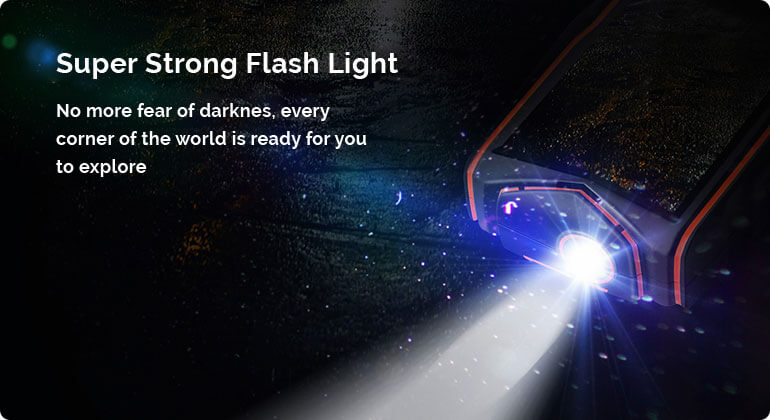 Super Strong Flash Light
No more fear of darknes, every
corner of the world is ready for you
to explore